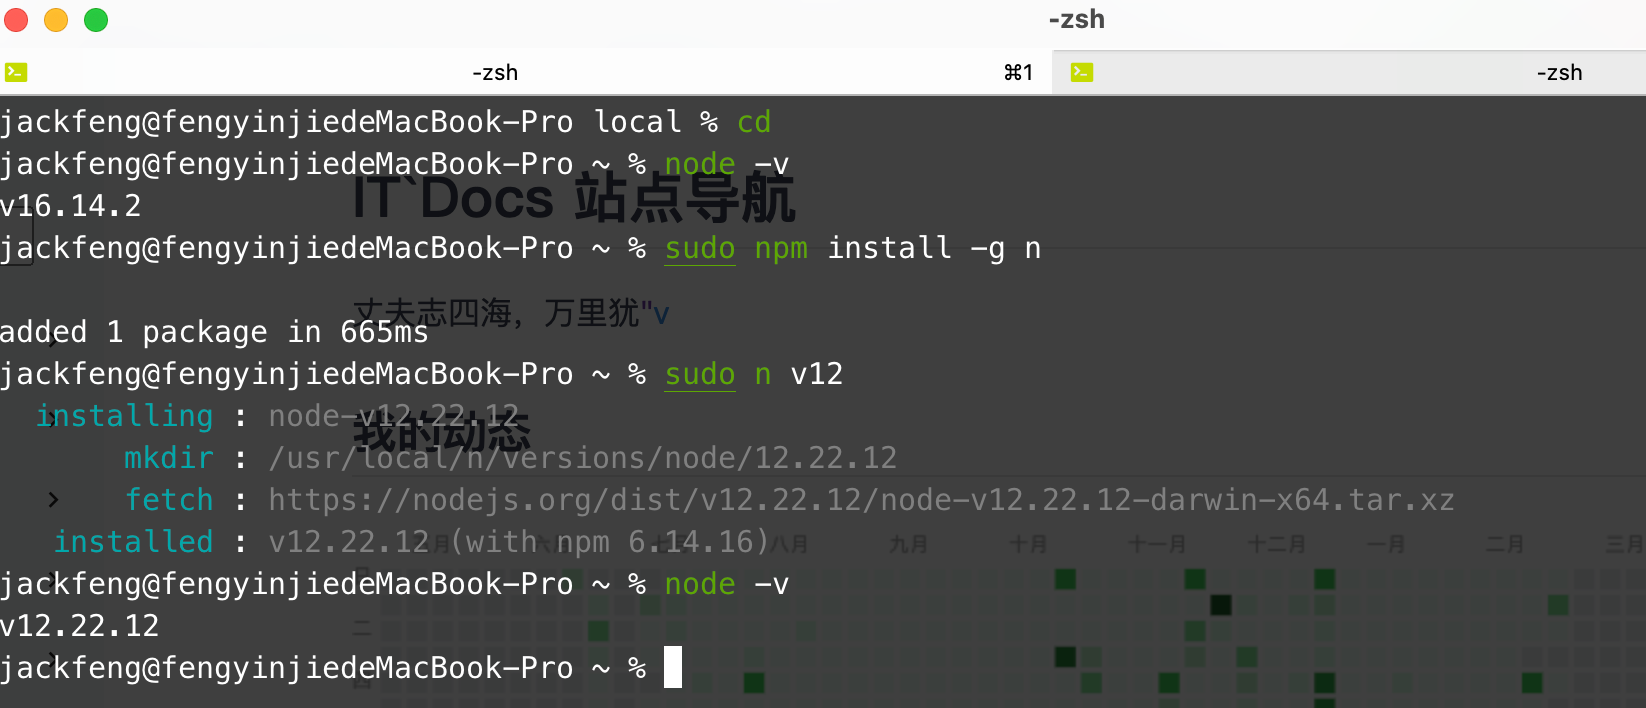 -zsh
-zsh ⌘1 -zsh
jackfeng@fengyinjiedeMacBook-Pro local % cd
jackfeng@fengyinjiedeMacBook-Pro ~ % node -v
IT`Docs 站点导航
v16.14.2
jackfeng@fengyinjiedeMacBook-Pro ~ % sudo npm install -g n
丈夫志四海，万里犹"v
added 1 package in 665ms
jackfeng@fengyinjiedeMacBook-Pro ~ % sudo n v12
installing : node-v12.22.12
我的动态
mkdir : /usr/local/n/versions/node/12.22.12
fetch : https://nodejs.org/dist/v12.22.12/node-v12.22.12-darwin-x64.tar.xz
installed : v12.22.12 (with npm 6.14.16)
六月 七月 八月 九月 十月 十一月 十二月 一月 二月 三月
jackfeng@fengyinjiedeMacBook-Pro ~ % node -v
v12.22.12
二
jackfeng@fengyinjiedeMacBook-Pro ~ % 
四